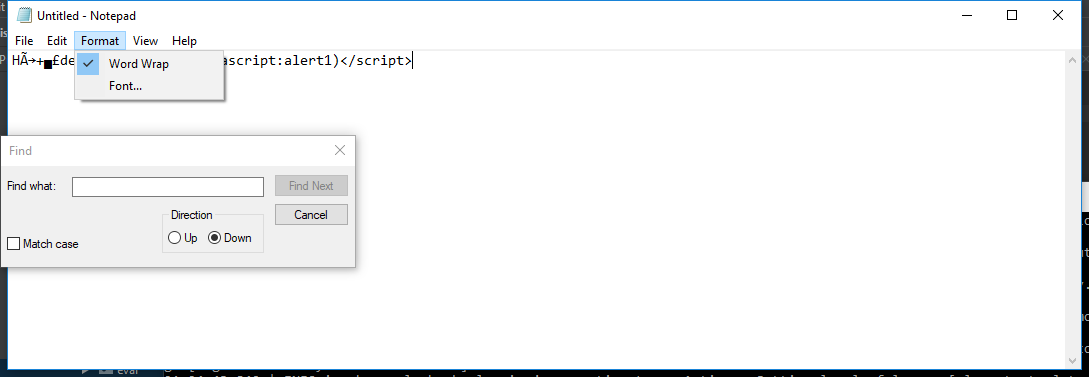 Untitled - Notepad
File Edit Format View Help
HÃ→+■£de ascript:alert1)</script>
Word Wrap
Font...
Find
Find what:
Find Next
Direction
Cancel
Up Down
Match case